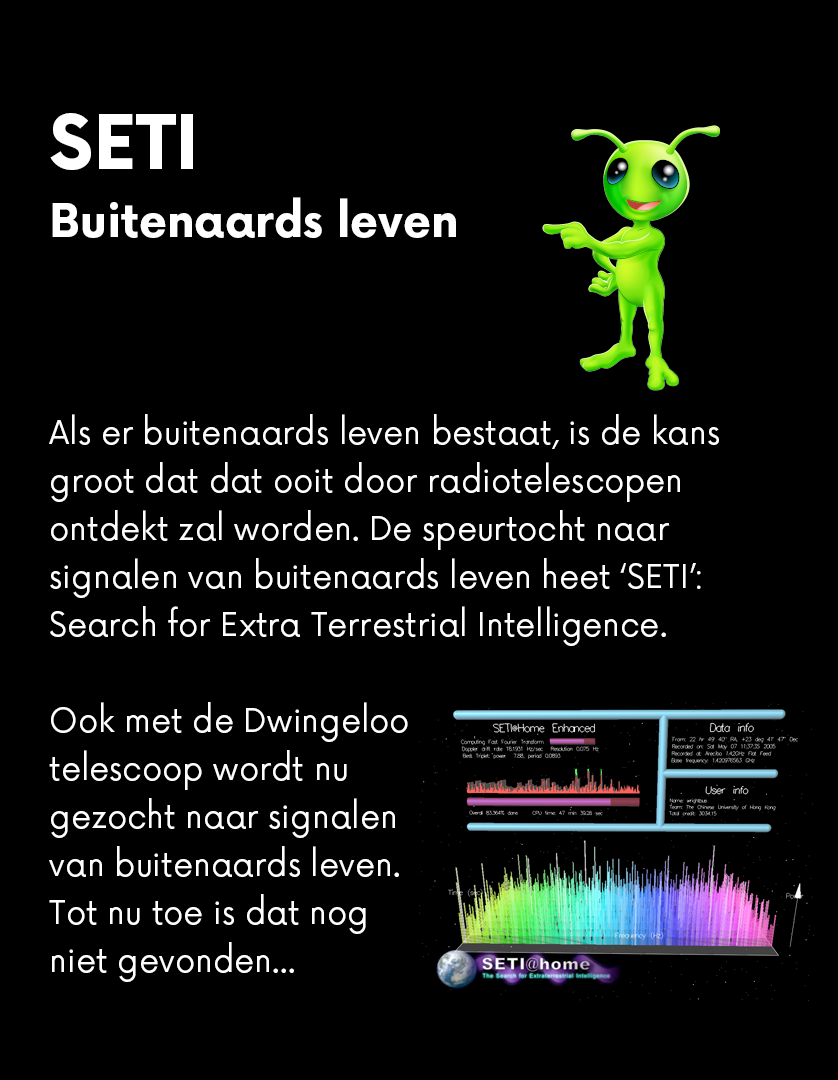 SETI
Buitenaards leven
Als er buitenaards leven bestaat, is de kans
groot dat dat ooit door radiotelescopen
ontdekt zal worden. De speurtocht naar
signalen van buitenaards leven heet ‘SETI’:
Search for Extra Terrestrial Intelligence.
Ook met de Dwingeloo
telescoop wordt nu
gezocht naar signalen
van buitenaards leven.
Tot nu toe is dat nog
niet gevonden...
SETI@Home Enhanced
Computing Fast Fourier Transform
Doppler drift rate 16.1931 Hz/sec Resolution 0.075 Hz
Best Triplet: power 7.88, period 0.0893
Overall 83.364% done CPU time: 47 min 39.28 sec
Data info
From: 22 hr 49' 40" RA, +23 deg 47' 47" Dec
Recorded on: Sat May 07 11:37:35 2005
Recorded at: Arecibo 1.42GHz Flat Feed
Base frequency: 1.420976563 GHz
User info
Name: wrightbus
Team: The Chinese University of Hong Kong
Total credit: 3034.15
Time (sec)
Frequency (Hz)
SETI@home
The Search for Extraterrestrial Intelligence